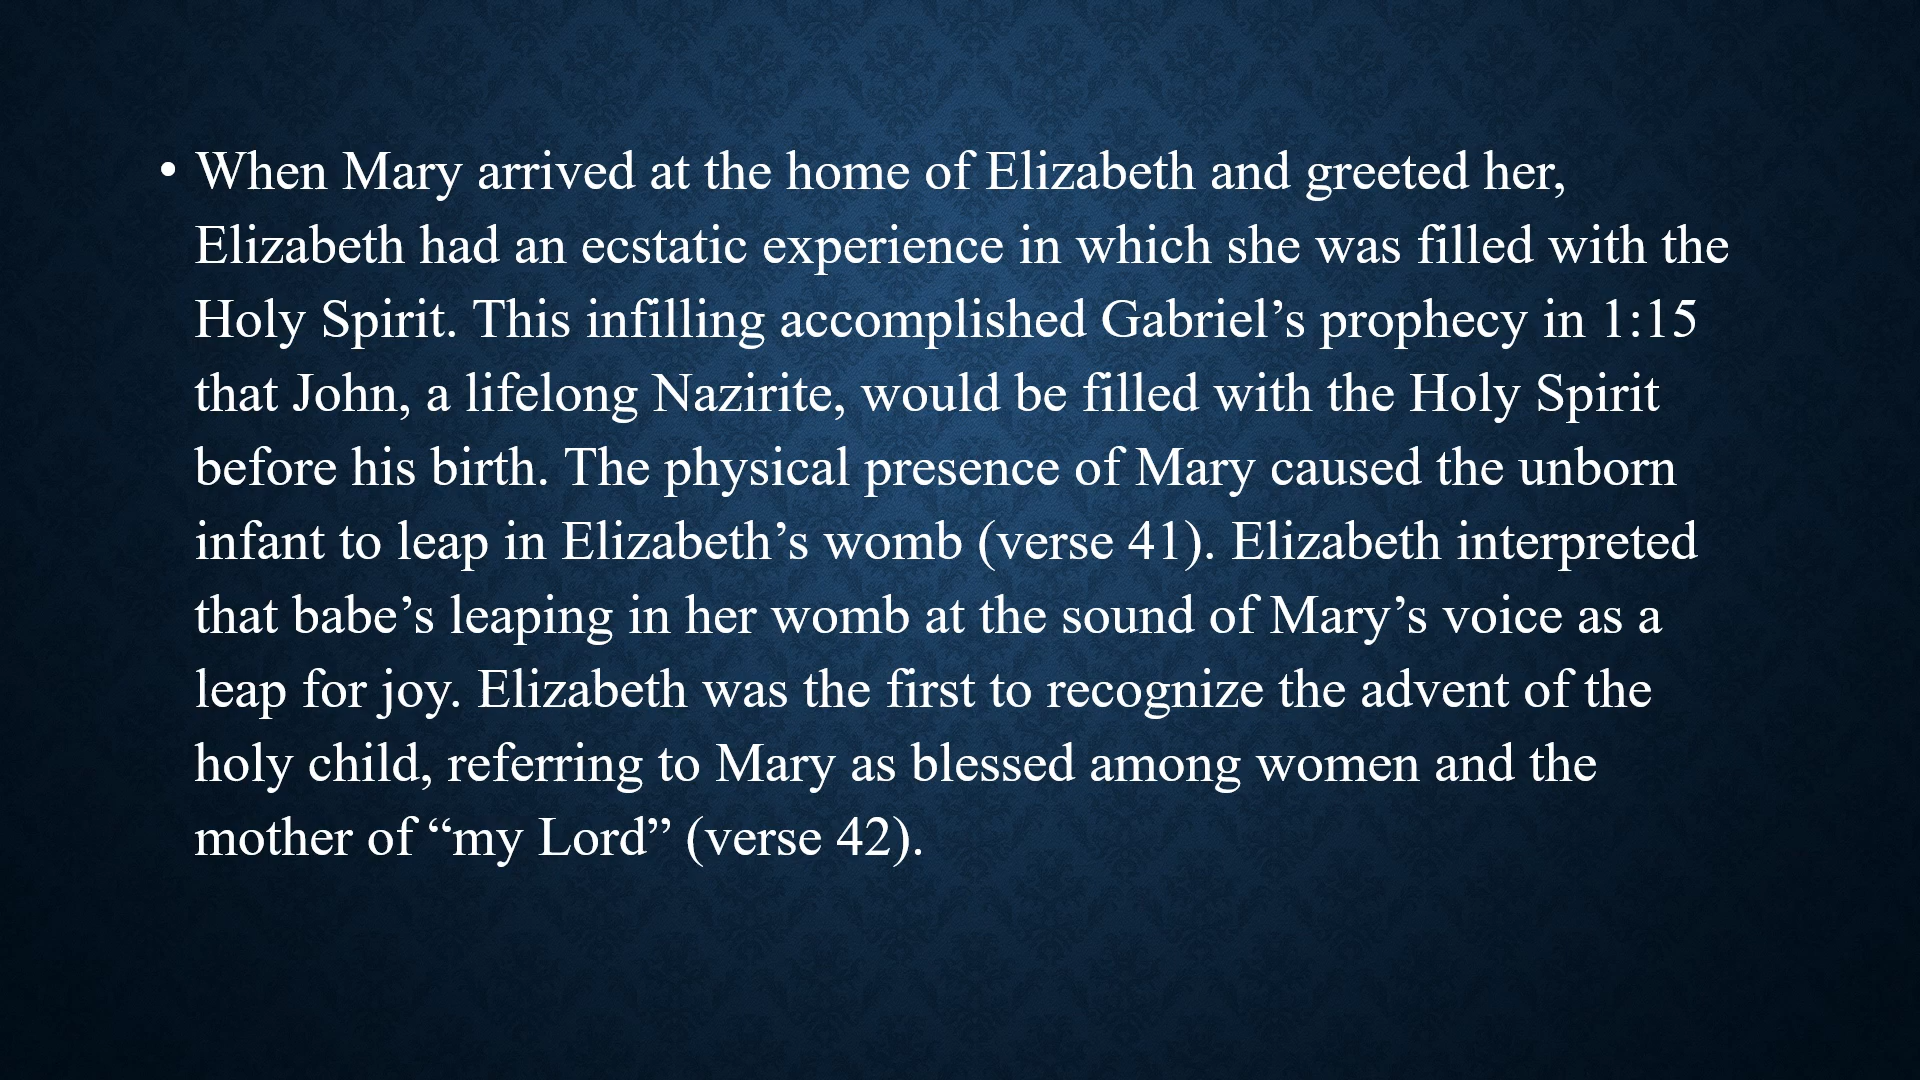 • When Mary arrived at the home of Elizabeth and greeted her,
Elizabeth had an ecstatic experience in which she was filled with the
Holy Spirit. This infilling accomplished Gabriel’s prophecy in 1:15
that John, a lifelong Nazirite, would be filled with the Holy Spirit
before his birth. The physical presence of Mary caused the unborn
infant to leap in Elizabeth’s womb (verse 41). Elizabeth interpreted
that babe’s leaping in her womb at the sound of Mary’s voice as a
leap for joy. Elizabeth was the first to recognize the advent of the
holy child, referring to Mary as blessed among women and the
mother of “my Lord” (verse 42).